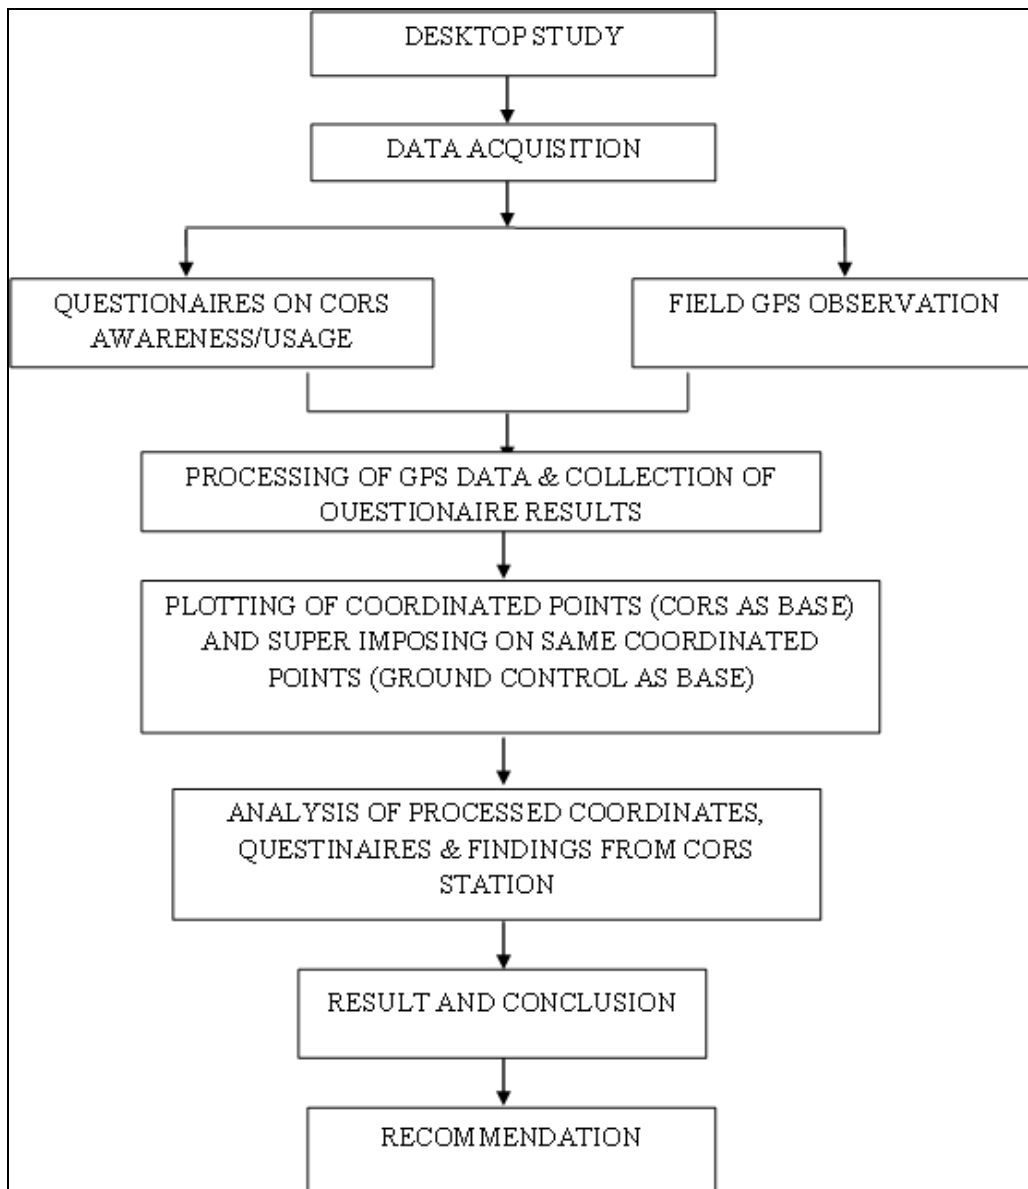 DESKTOP STUDY
DATA ACQUISITION
QUESTIONAIRES ON CORS
AWARENESS/USAGE
FIELD GPS OBSERVATION
PROCESSING OF GPS DATA & COLLECTION OF
QUESTIONAIRE RESULTS
PLOTTING OF COORDINATED POINTS (CORS AS BASE)
AND SUPER IMPOSING ON SAME COORDINATED
POINTS (GROUND CONTROL AS BASE)
ANALYSIS OF PROCESSED COORDINATES,
QUESTINAIRES & FINDINGS FROM CORS
STATION
RESULT AND CONCLUSION
RECOMMENDATION